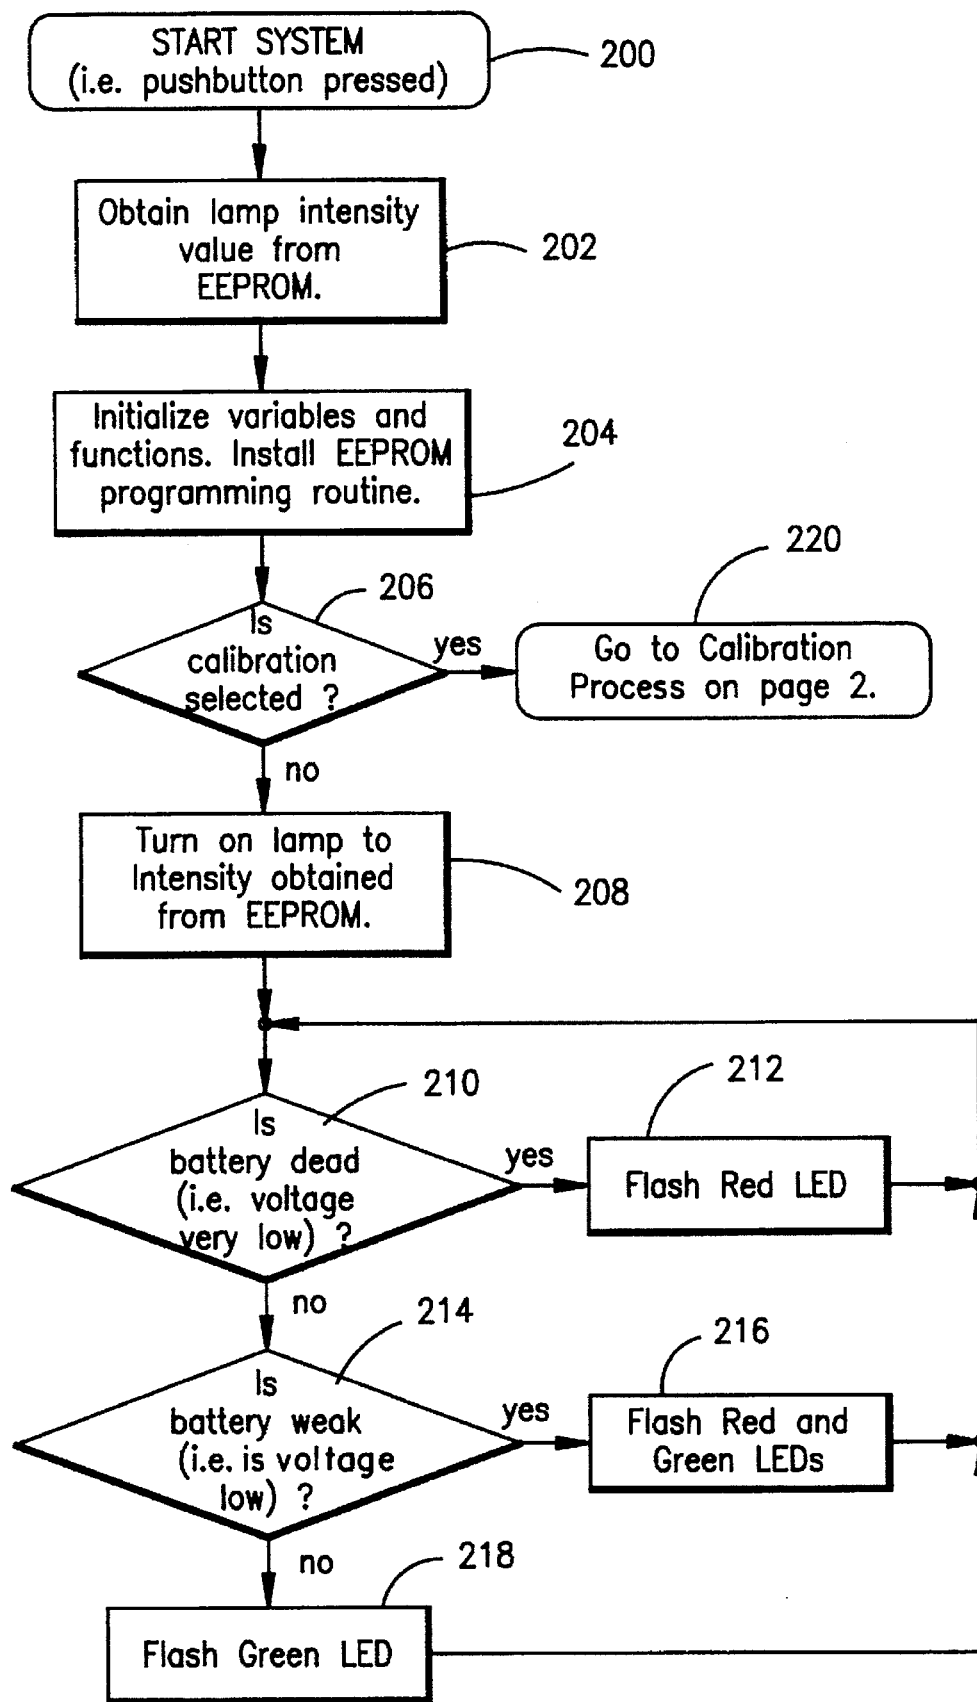 START SYSTEM
(i.e. pushbutton pressed)
200
Obtain lamp intensity
value from
EEPROM.
202
Initialize variables and
functions. Install EEPROM
programming routine.
204
220
206
Is
calibration
selected ?
yes
Go to Calibration
Process on page 2.
no
Turn on lamp to
Intensity obtained
from EEPROM.
208
210
212
Is
battery dead
(i.e. voltage
very low) ?
yes
Flash Red LED
no
214
216
Is
battery weak
(i.e. is voltage
low) ?
yes
Flash Red and
Green LEDs
no
218
Flash Green LED